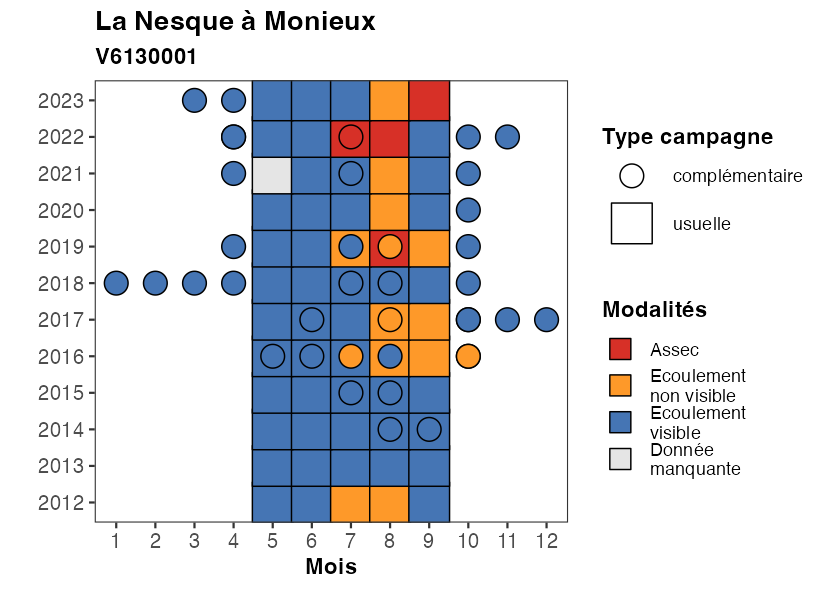 La Nesque à Monieux
V6130001
2023
2022
2021
2020
2019
2018
2017
2016
2015
2014
2013
2012
1 2 3 4 5 6 7 8 9 10 11 12
Mois
Type campagne
complémentaire
usuelle
Modalités
Assec
Ecoulement
non visible
Ecoulement
visible
Donnée
manquante